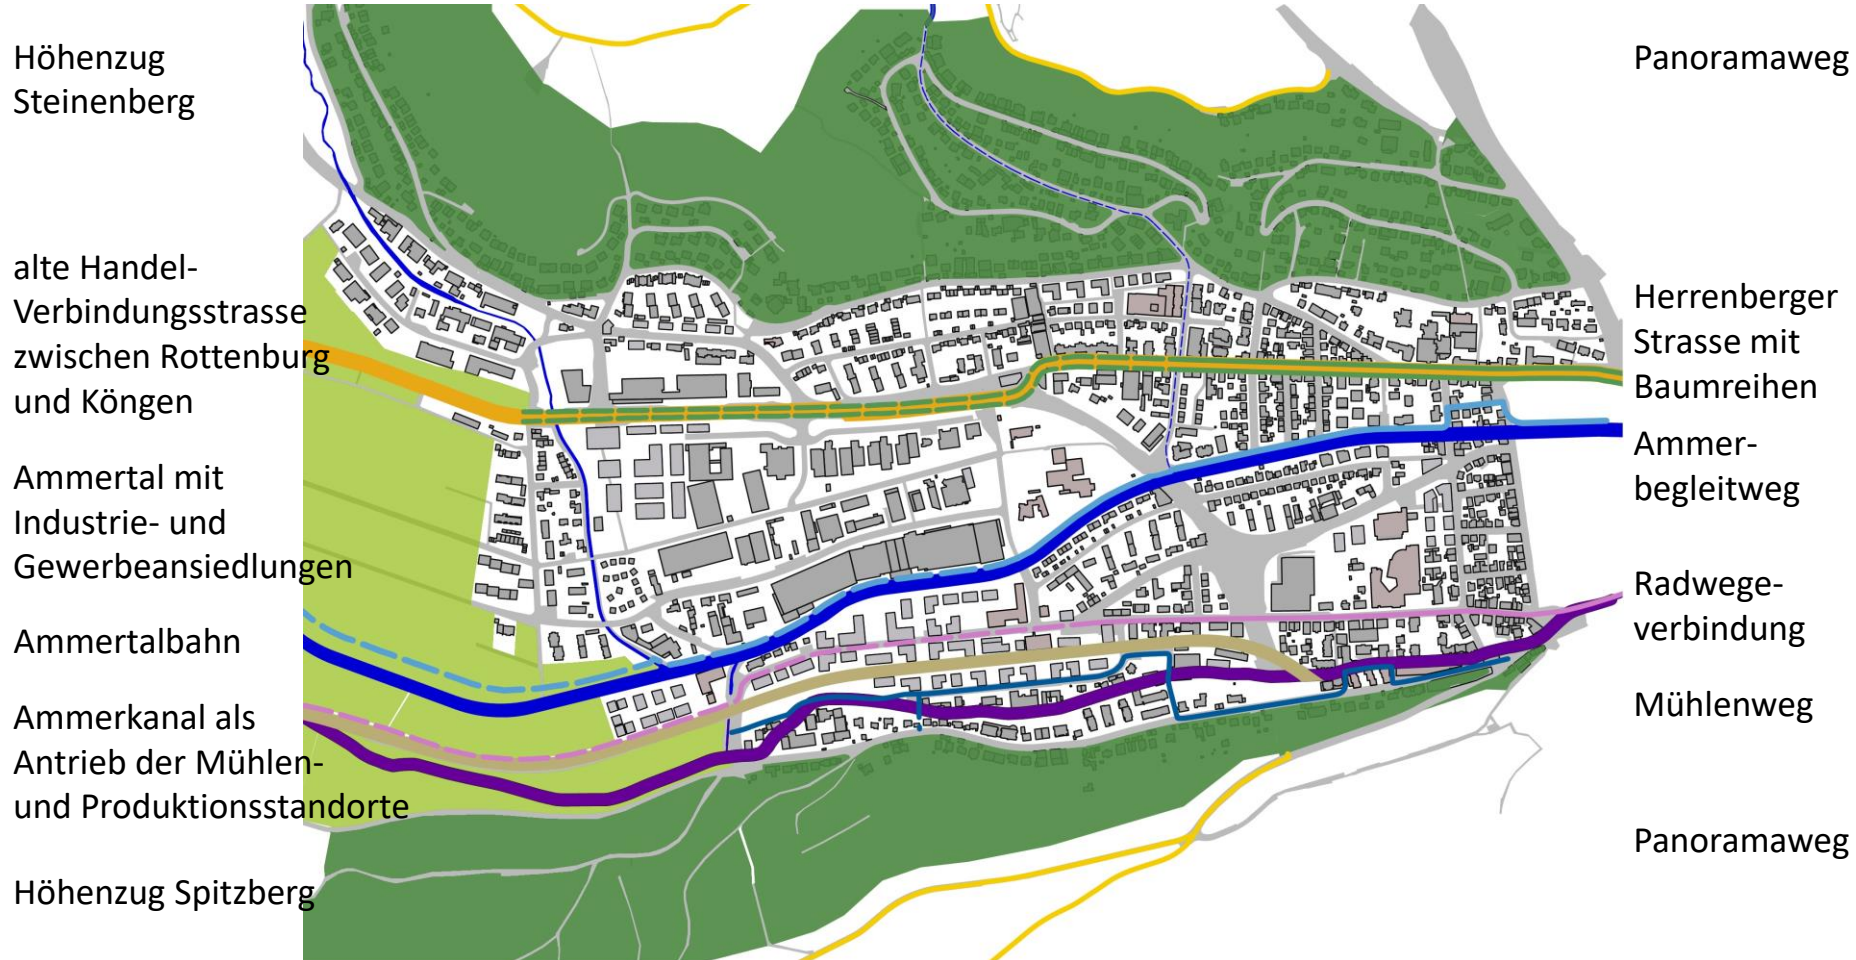 Höhenzug
Steinenberg
alte Handel-
Verbindungsstrasse
zwischen Rottenburg
und Köngen
Ammertal mit
Industrie- und
Gewerbeansiedlungen
Ammertalbahn
Ammerkanal als
Antrieb der Mühlen-
und Produktionsstandorte
Höhenzug Spitzberg
Panoramaweg
Herrenberger
Strasse mit
Baumreihen
Ammer-
begleitweg
Radwege-
verbindung
Mühlenweg
Panoramaweg